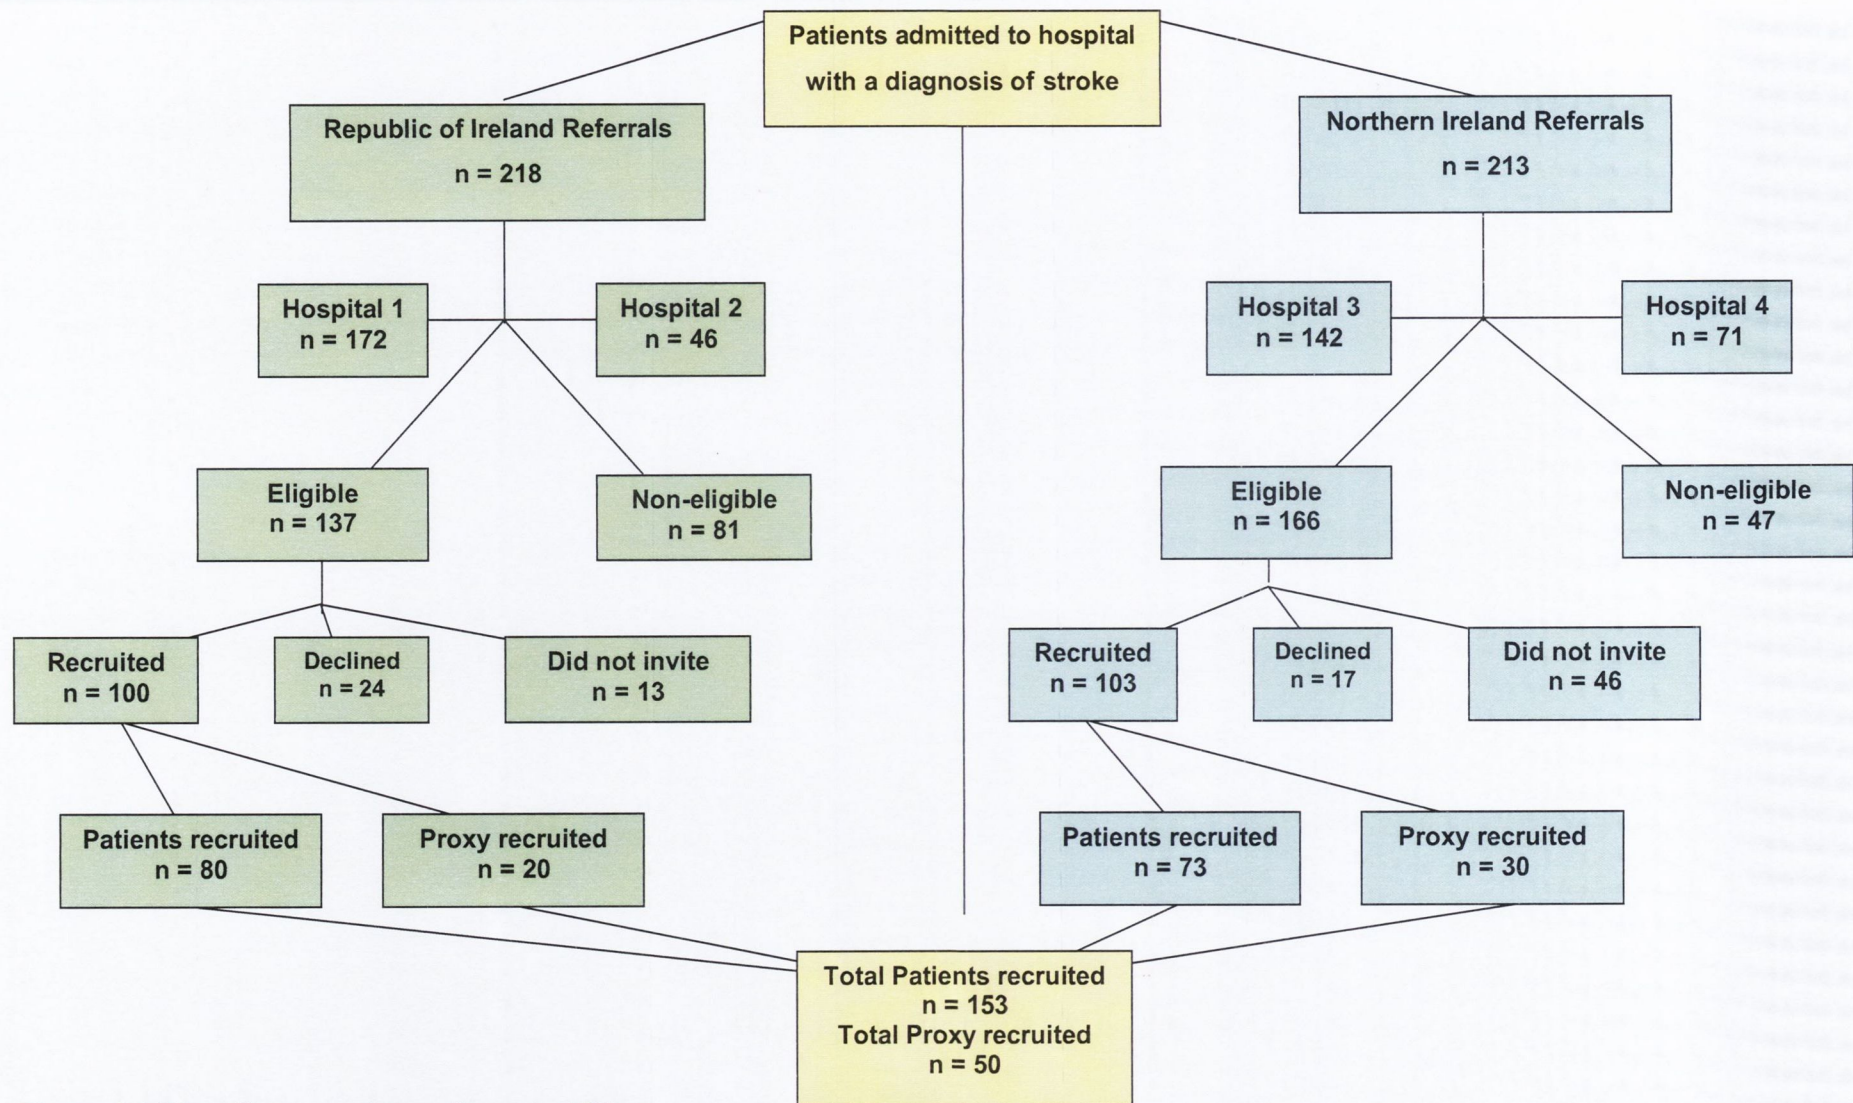 Patients admitted to hospital
with a diagnosis of stroke
Republic of Ireland Referrals
n = 218
Northern Ireland Referrals
n = 213
Hospital 1
n = 172
Hospital 2
n = 46
Hospital 3
n = 142
Hospital 4
n = 71
Eligible
n = 137
Non-eligible
n = 81
Eligible
n = 166
Non-eligible
n = 47
Recruited
n = 100
Declined
n = 24
Did not invite
n = 13
Recruited
n = 103
Declined
n = 17
Did not invite
n = 46
Patients recruited
n = 80
Proxy recruited
n = 20
Patients recruited
n = 73
Proxy recruited
n = 30
Total Patients recruited
n = 153
Total Proxy recruited
n = 50